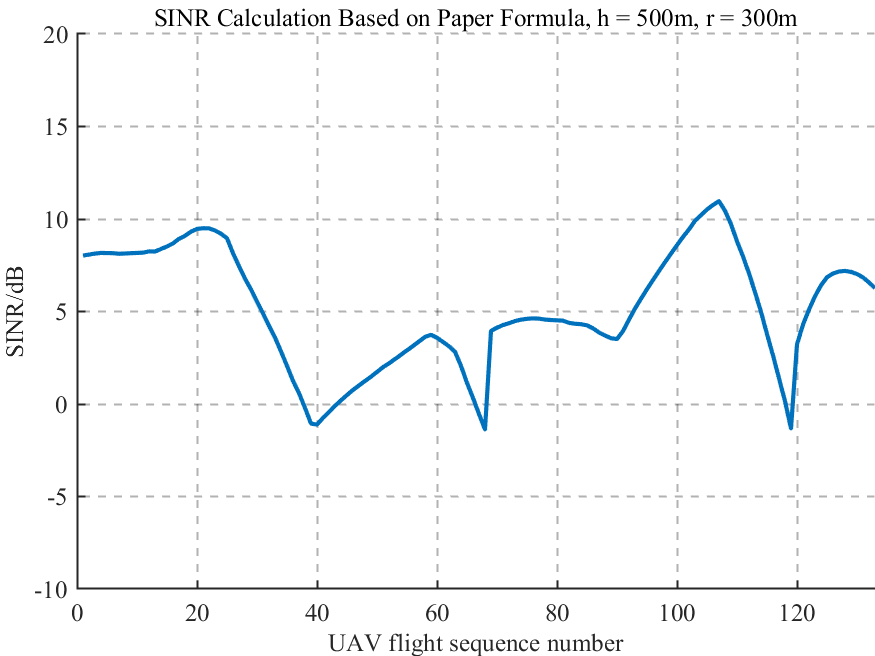 SINR Calculation Based on Paper Formula, h = 500m, r = 300m
20
15
10
5
0
-5
-10
SINR/dB
0 20 40 60 80 100 120
UAV flight sequence number